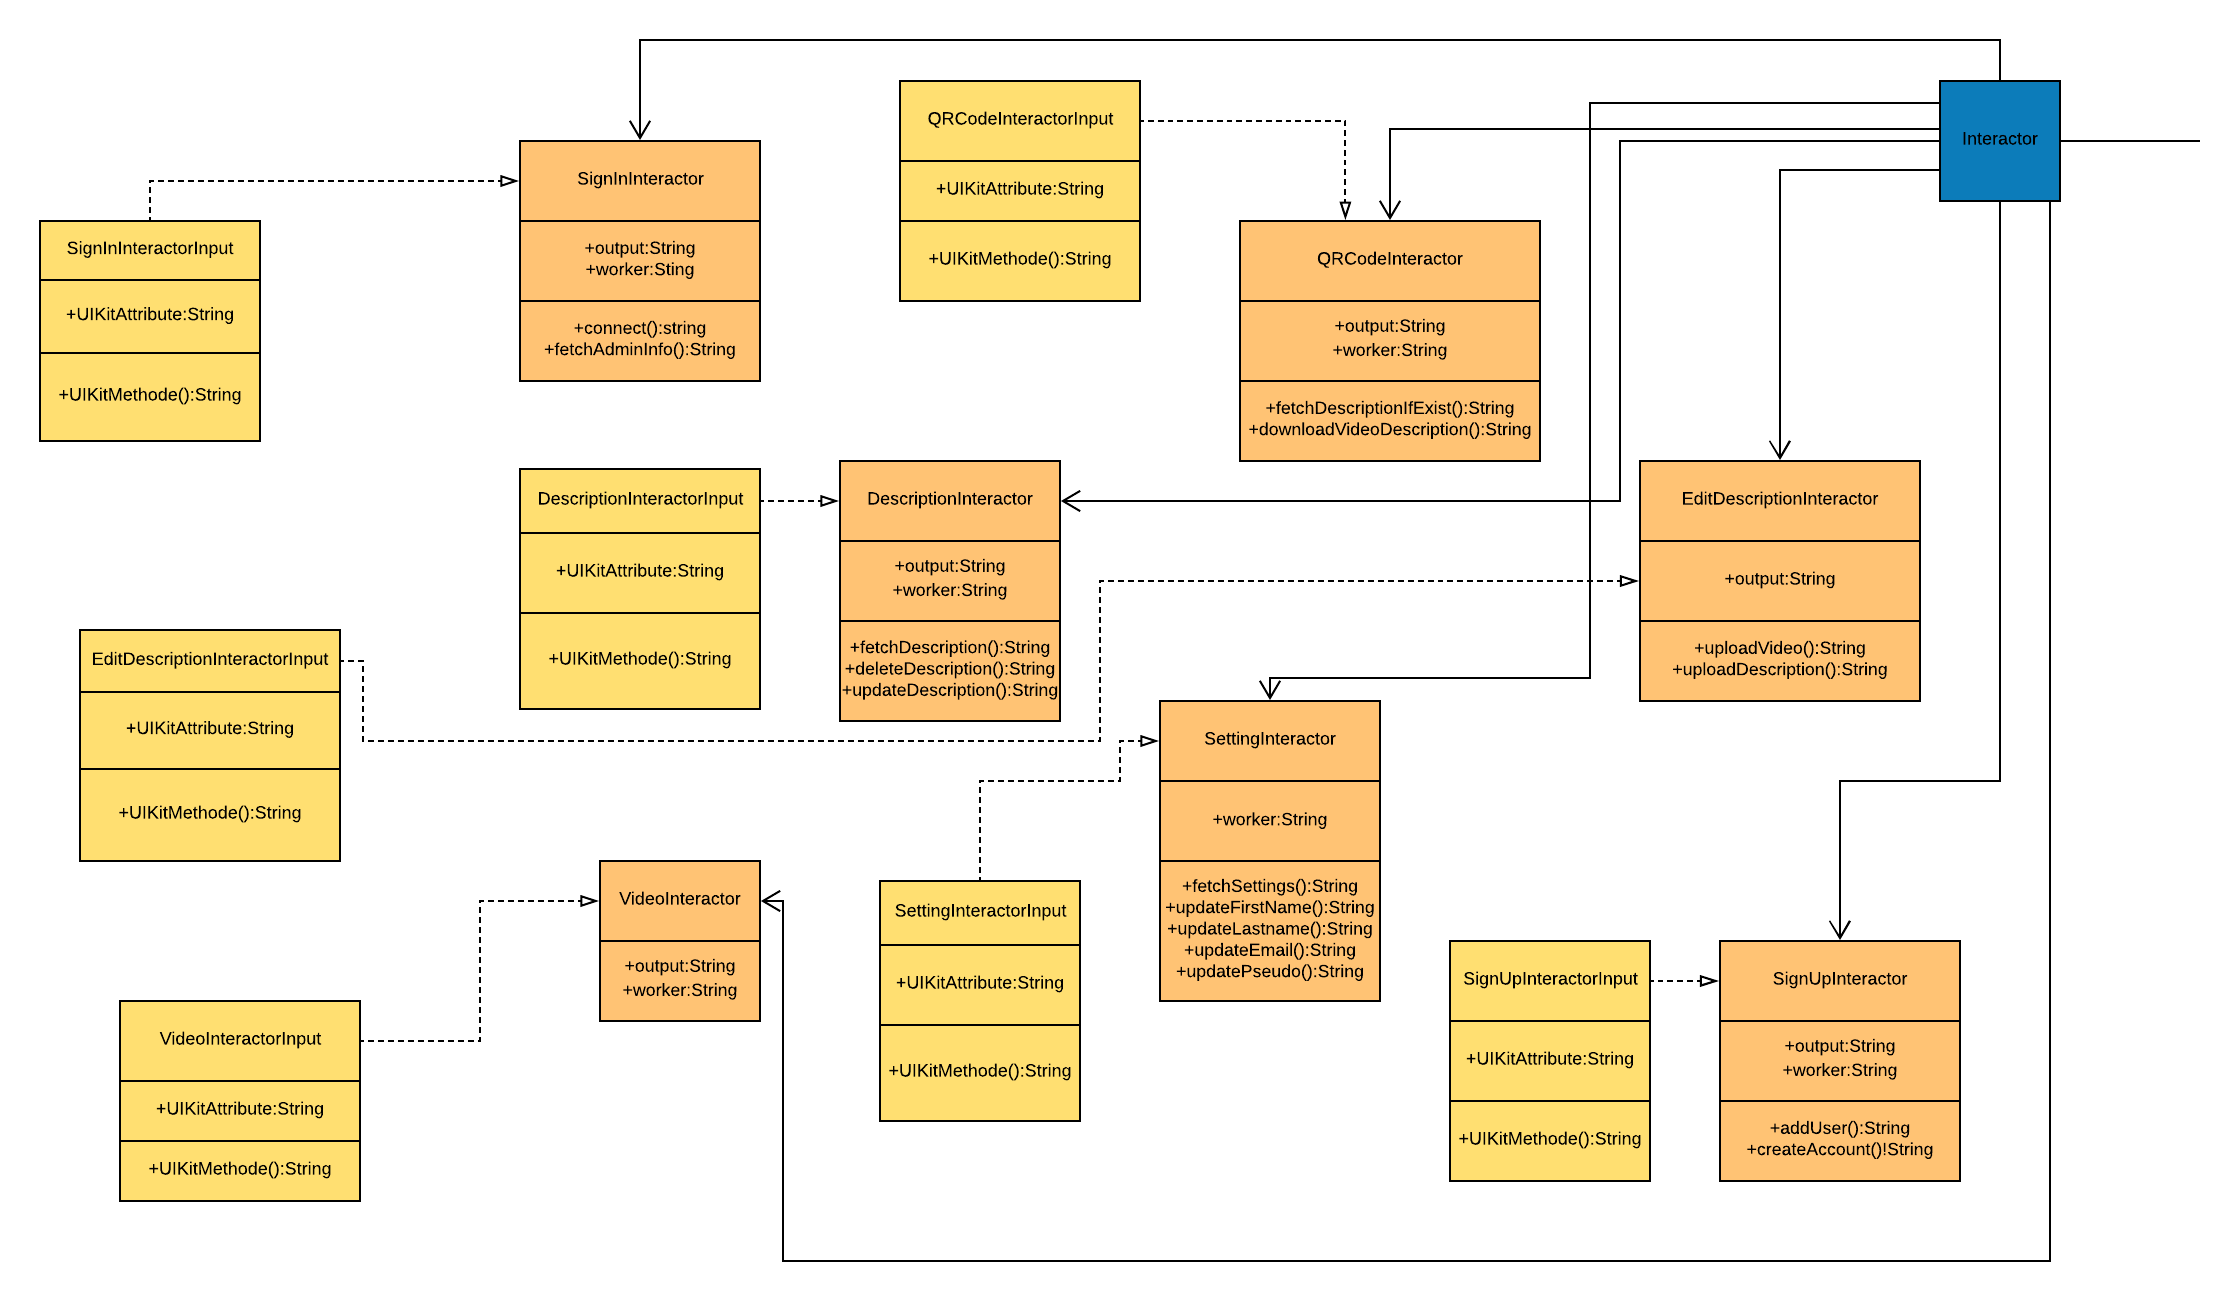 Interactor
QRCodeInteractorInput
+UIKitAttribute:String
+UIKitMethode():String
SignInInteractor
+output:String
+worker:Sting
+connect():string
+fetchAdminInfo():String
SignInInteractorInput
+UIKitAttribute:String
+UIKitMethode():String
QRCodeInteractor
+output:String
+worker:String
+fetchDescriptionIfExist():String
+downloadVideoDescription():String
DescriptionInteractorInput
+UIKitAttribute:String
+UIKitMethode():String
DescriptionInteractor
+output:String
+worker:String
+fetchDescription():String
+deleteDescription():String
+updateDescription():String
EditDescriptionInteractor
+output:String
+uploadVideo():String
+uploadDescription():String
EditDescriptionInteractorInput
+UIKitAttribute:String
+UIKitMethode():String
SettingInteractor
+worker:String
+fetchSettings():String
+updateFirstName():String
+updateLastname():String
+updateEmail():String
+updatePseudo():String
VideoInteractor
+output:String
+worker:String
SettingInteractorInput
+UIKitAttribute:String
+UIKitMethode():String
SignUpInteractorInput
+UIKitAttribute:String
+UIKitMethode():String
SignUpInteractor
+output:String
+worker:String
+addUser():String
+createAccount()!String
VideoInteractorInput
+UIKitAttribute:String
+UIKitMethode():String